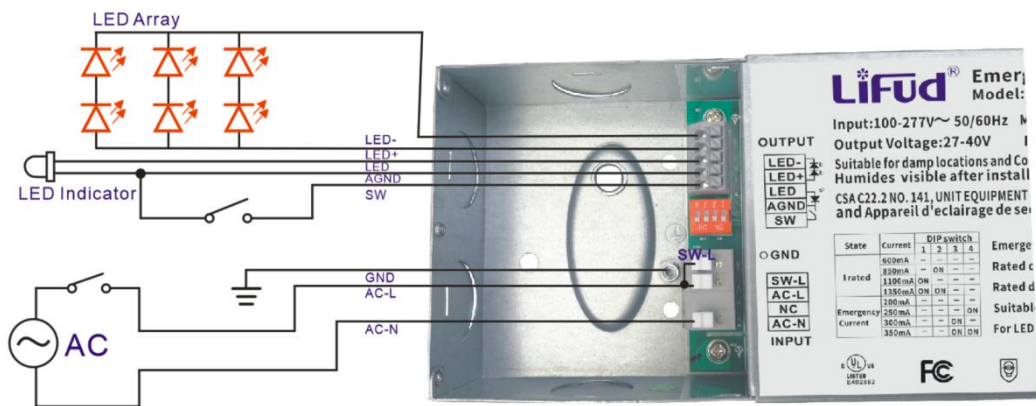 LED Array
LED-
LED+
LED
AGND
SW
LED Indicator
SW-L
GND
AC-L
AC-N
AC
Lifud®
Emer
Model:
Input:100-277V~ 50/60Hz
Output Voltage:27-40V
Suitable for damp locations and Co
Humides visible after install
CSA C22.2 NO. 141, UNIT EQUIPMENT
and Appareil d'eclairage de se
OUTPUT
LED-
LED+
LED
AGND
SW
GND
SW-L
AC-L
NC
AC-N
INPUT
State Current DIP switch
1 2 3 4
I rated
600mA – – – –
850mA – ON – –
1100mA ON – – –
1350mA ON ON – –
Emergency Current
200mA – – – –
250mA – – – ON
300mA – – ON –
350mA – – ON ON
Emerge
Rated c
Rated d
Suitabl
For LED
UL
LISTED
FC